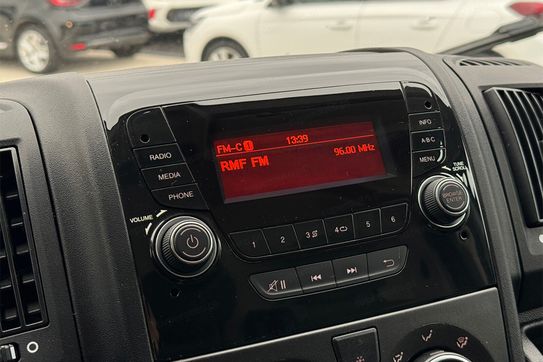 FM-C 13:39
RMF FM 96.00 MHz
RADIO
MEDIA
PHONE
INFO
A-B-C
MENU
VOLUME
TUNE
SCROLL
BROWSE
ENTER
1 2 3 4 5 6